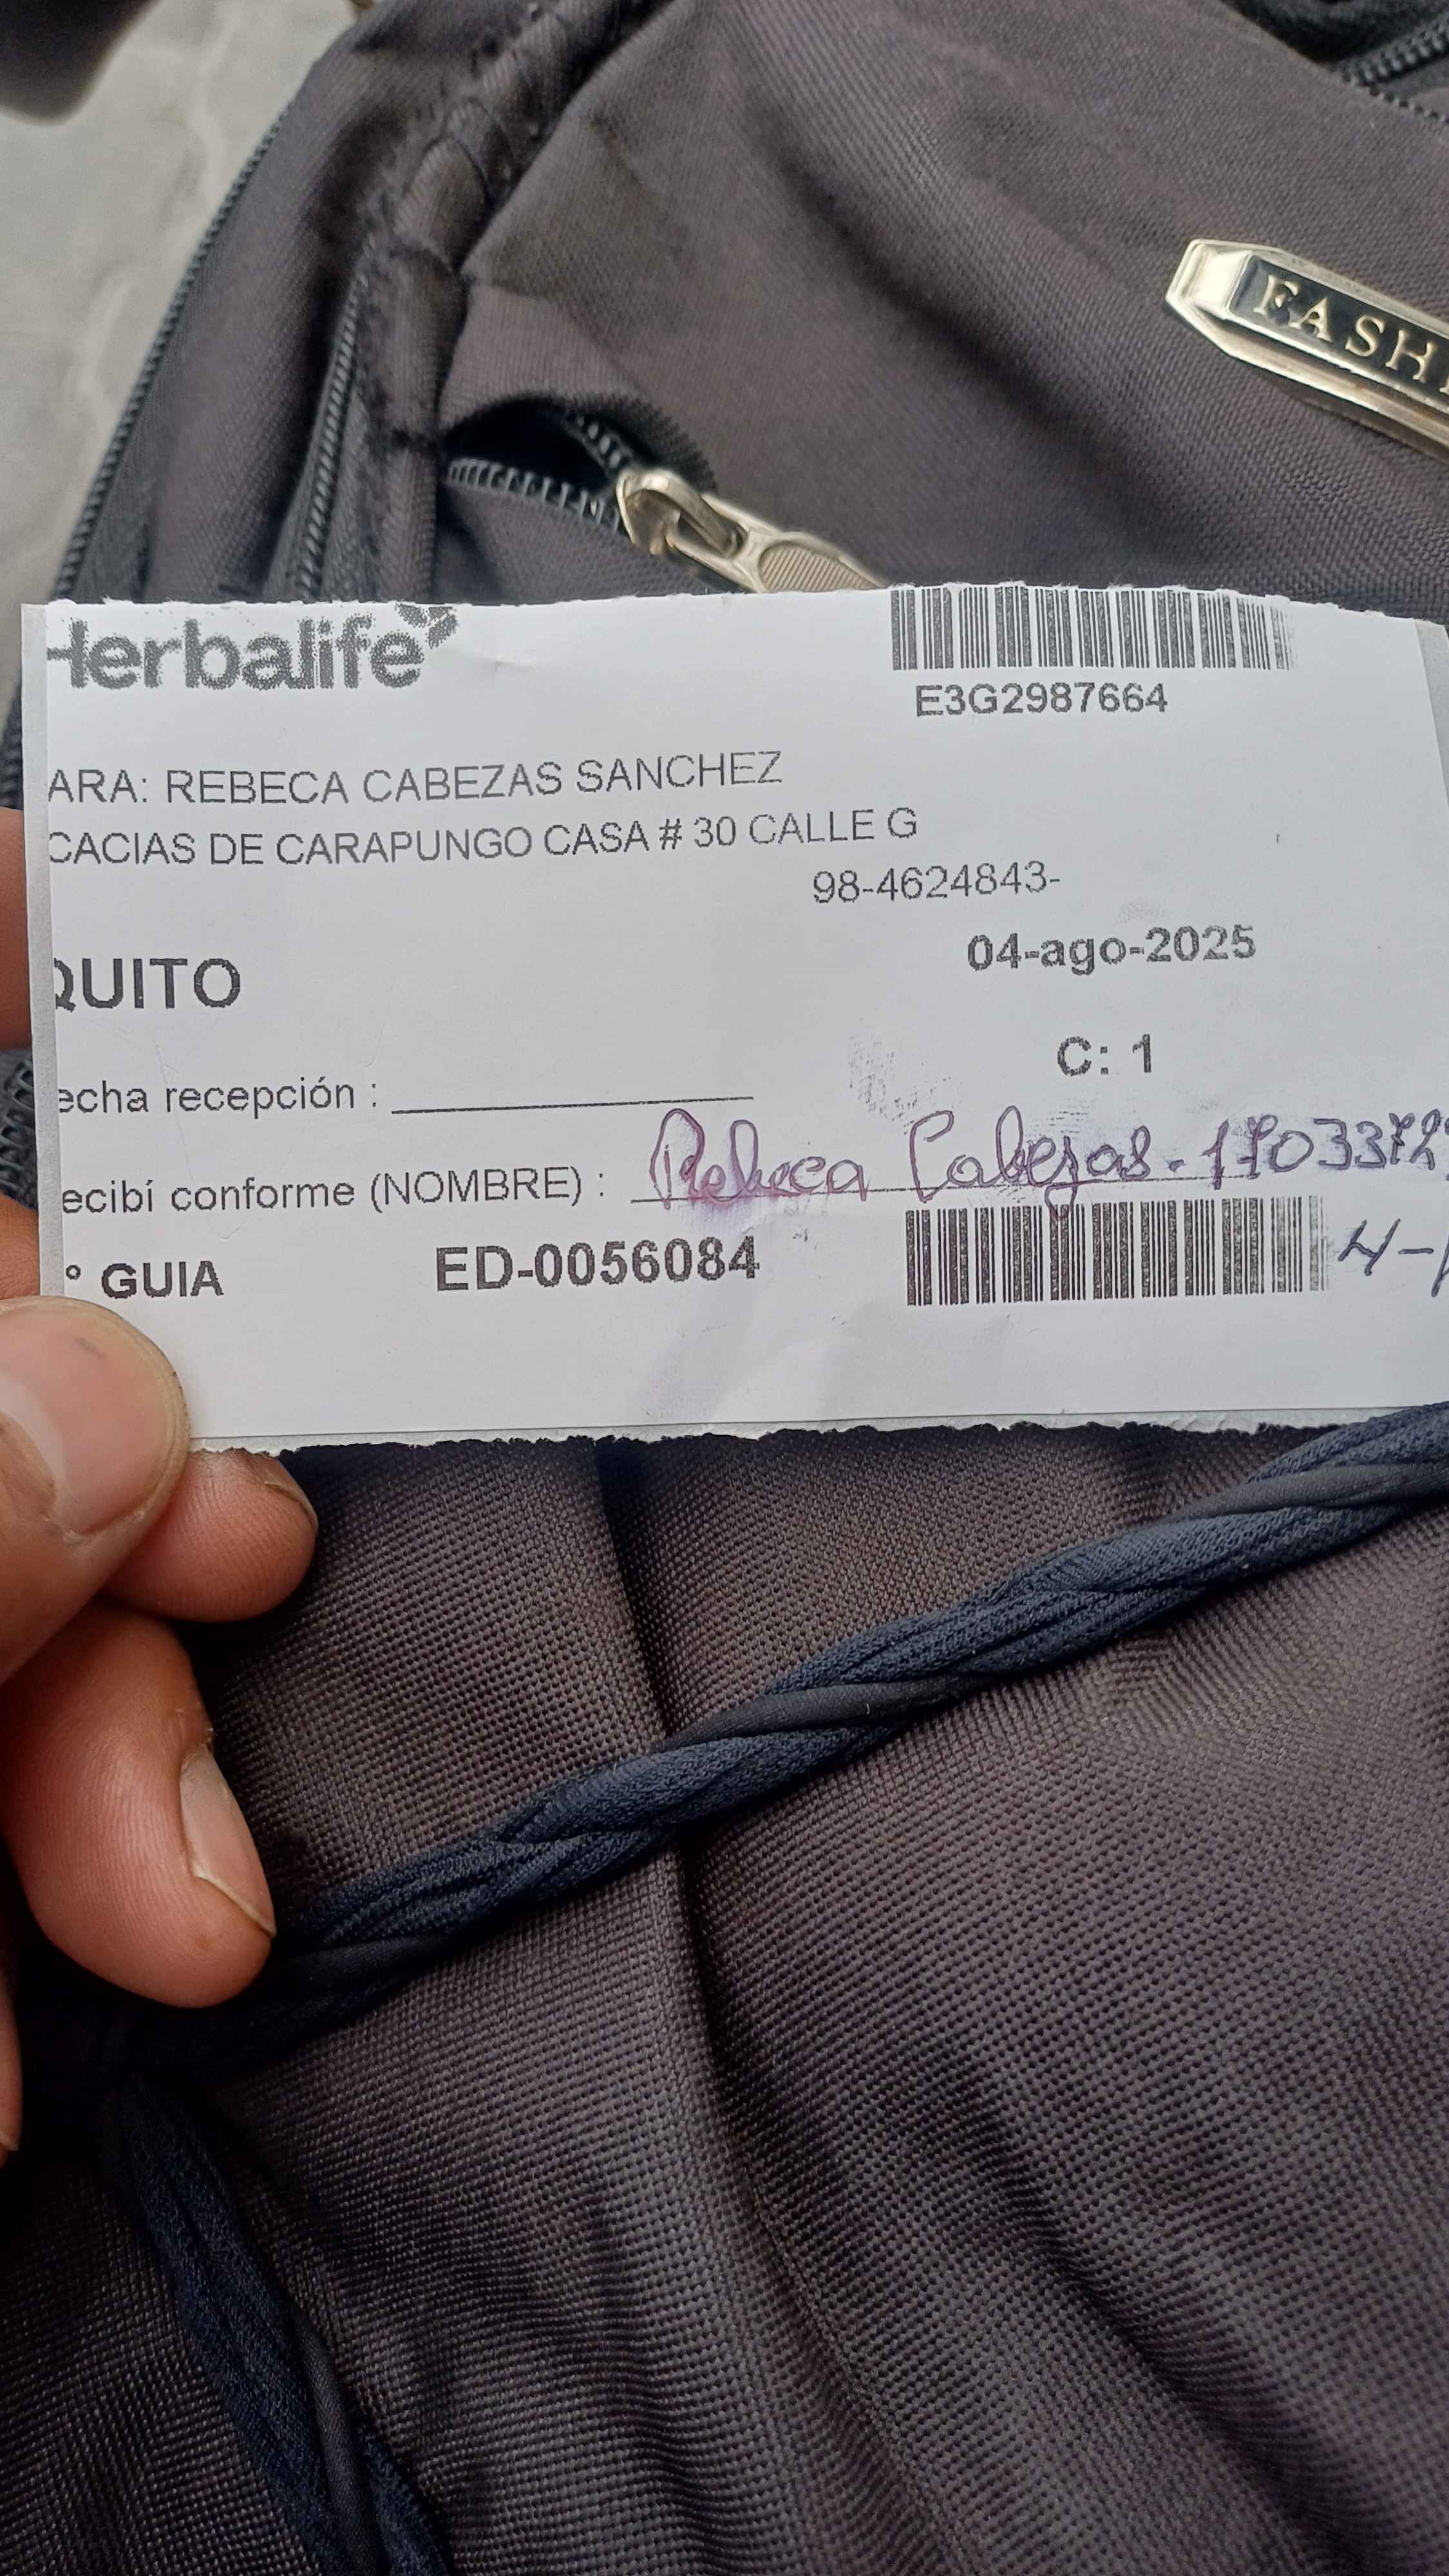 FASH
Herbalife
E3G2987664
ARA: REBECA CABEZAS SANCHEZ
CACIAS DE CARAPUNGO CASA # 30 CALLE G
98-4624843-
04-ago-2025
QUITO
C: 1
echa recepción :
ecibí conforme (NOMBRE) : Rebeca Cabezas. 1703372
° GUIA ED-0056084